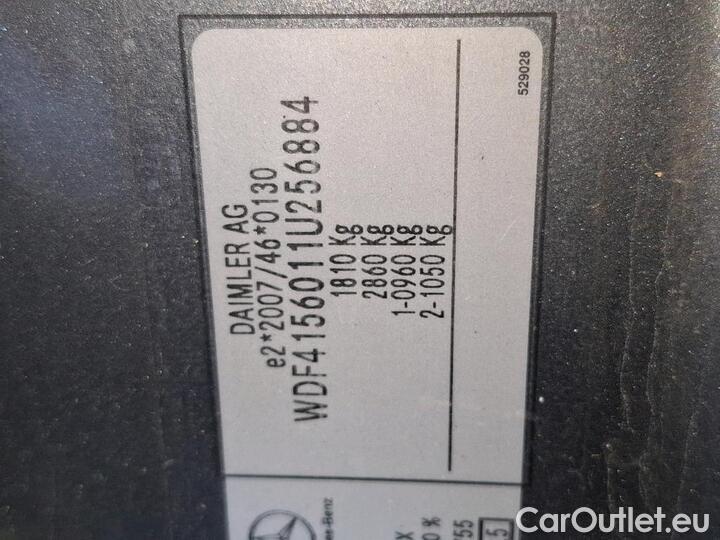 DAIMLER AG
e2*2007/46*0130
WDF4156011U256884
1810 Kg
2860 Kg
1-0960 Kg
2-1050 Kg
529028
CarOutlet.eu